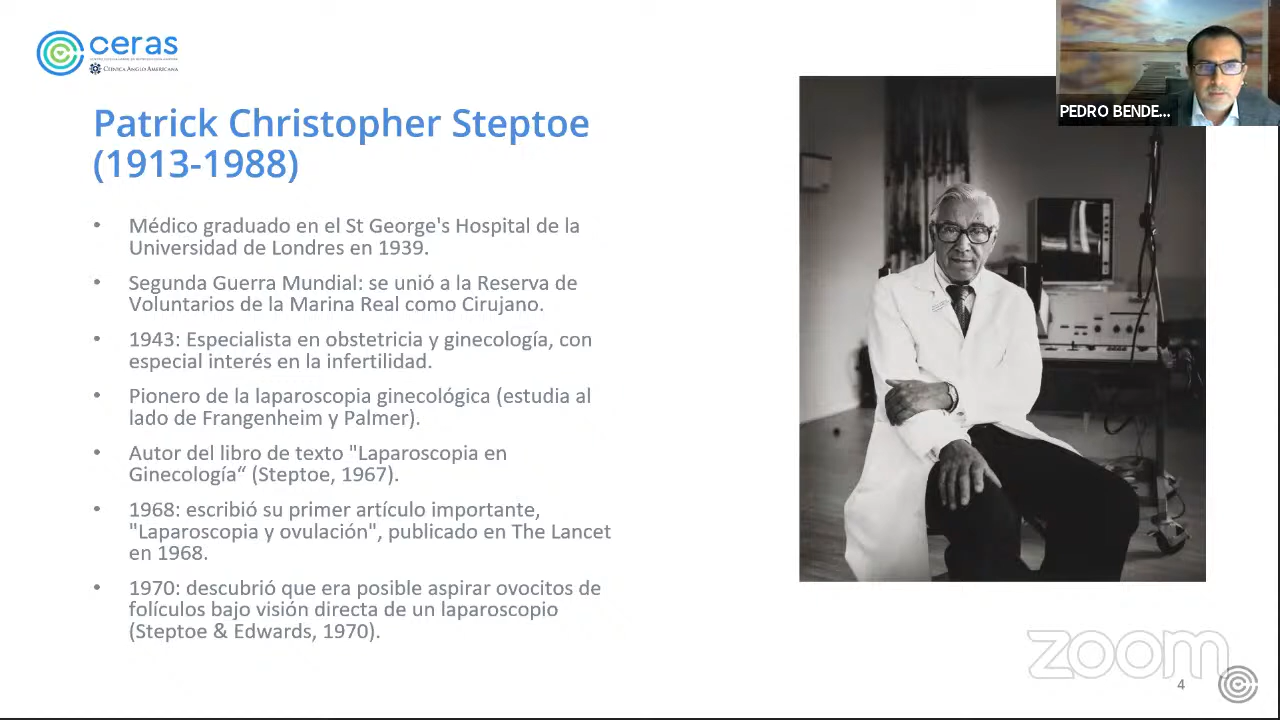 ceras
CLÍNICA ANGLO AMERICANA
PEDRO BENDE...
Patrick Christopher Steptoe
(1913-1988)
• Médico graduado en el St George's Hospital de la
Universidad de Londres en 1939.
• Segunda Guerra Mundial: se unió a la Reserva de
Voluntarios de la Marina Real como Cirujano.
• 1943: Especialista en obstetricia y ginecología, con
especial interés en la infertilidad.
• Pionero de la laparoscopia ginecológica (estudia al
lado de Frangenheim y Palmer).
• Autor del libro de texto "Laparoscopia en
Ginecología“ (Steptoe, 1967).
• 1968: escribió su primer artículo importante,
"Laparoscopia y ovulación", publicado en The Lancet
en 1968.
• 1970: descubrió que era posible aspirar ovocitos de
folículos bajo visión directa de un laparoscopio
(Steptoe & Edwards, 1970).
zoom
4